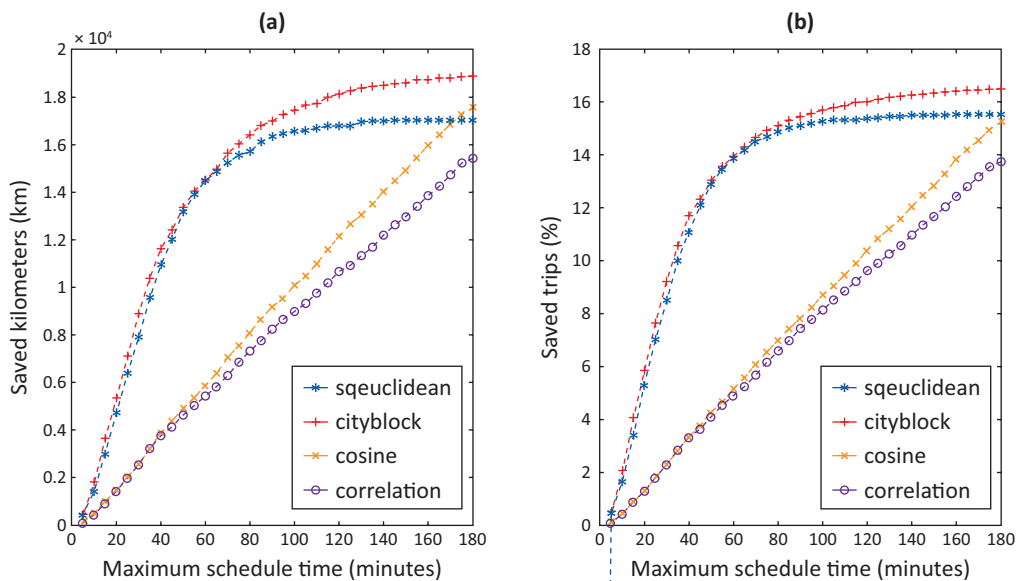 (a)
× 10⁴
2
1.8
1.6
1.4
1.2
1
0.8
0.6
0.4
0.2
0
Saved kilometers (km)
0 20 40 60 80 100 120 140 160 180
Maximum schedule time (minutes)
sqeuclidean
cityblock
cosine
correlation
(b)
18
16
14
12
10
8
6
4
2
0
Saved trips (%)
0 20 40 60 80 100 120 140 160 180
Maximum schedule time (minutes)
sqeuclidean
cityblock
cosine
correlation